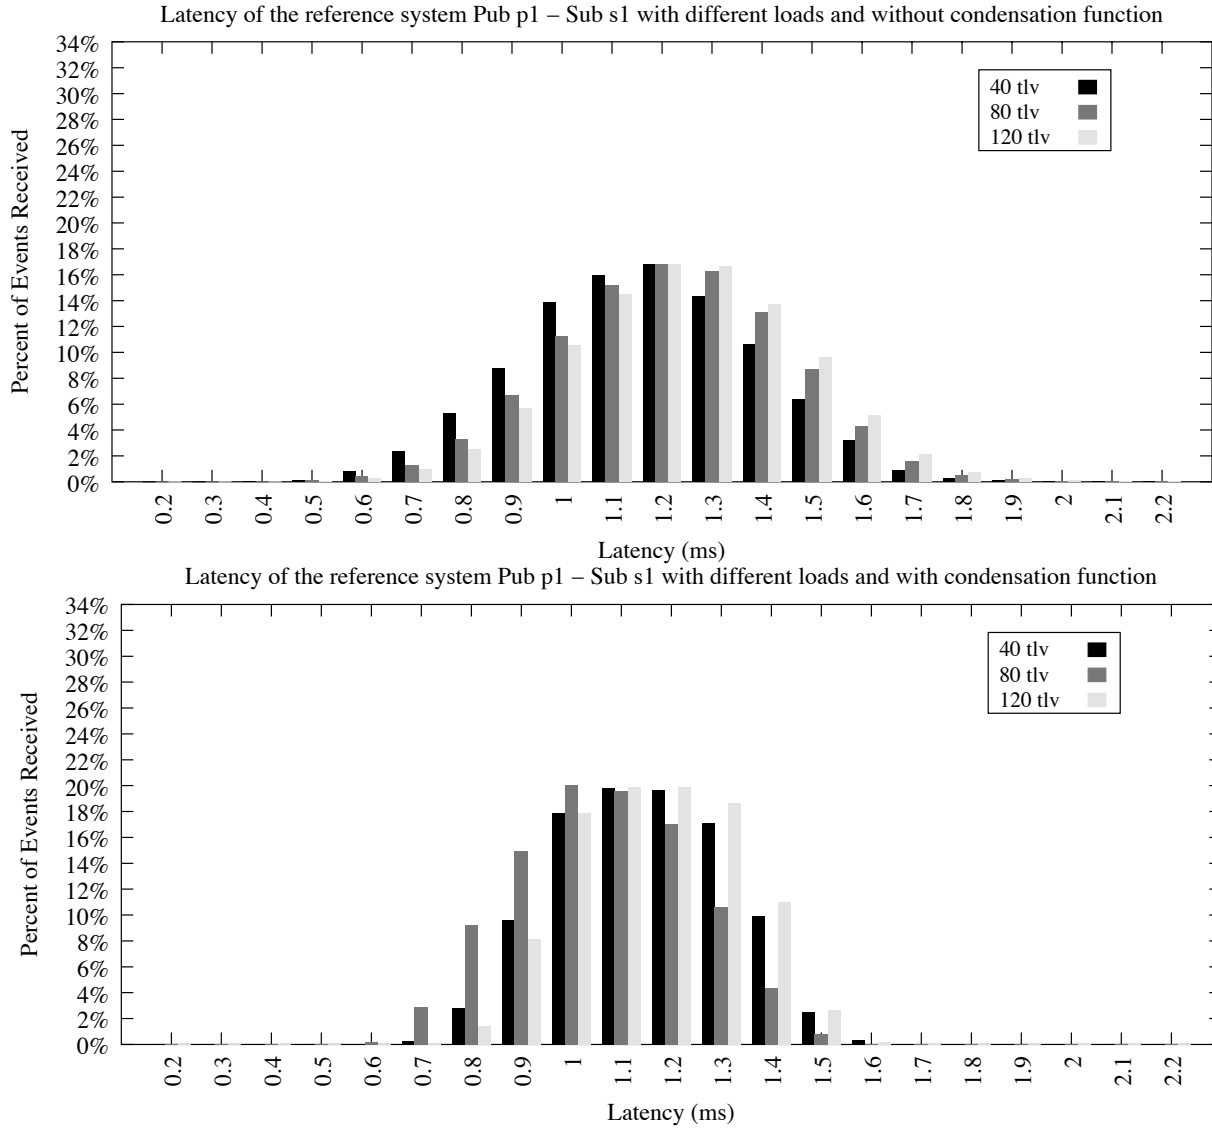 Latency of the reference system Pub p1 – Sub s1 with different loads and without condensation function
34%
32%
30%
28%
26%
24%
22%
20%
18%
16%
14%
12%
10%
8%
6%
4%
2%
0%
Percent of Events Received
40 tlv
80 tlv
120 tlv
0.2 0.3 0.4 0.5 0.6 0.7 0.8 0.9 1 1.1 1.2 1.3 1.4 1.5 1.6 1.7 1.8 1.9 2 2.1 2.2
Latency (ms)
Latency of the reference system Pub p1 – Sub s1 with different loads and with condensation function
34%
32%
30%
28%
26%
24%
22%
20%
18%
16%
14%
12%
10%
8%
6%
4%
2%
0%
Percent of Events Received
40 tlv
80 tlv
120 tlv
0.2 0.3 0.4 0.5 0.6 0.7 0.8 0.9 1 1.1 1.2 1.3 1.4 1.5 1.6 1.7 1.8 1.9 2 2.1 2.2
Latency (ms)